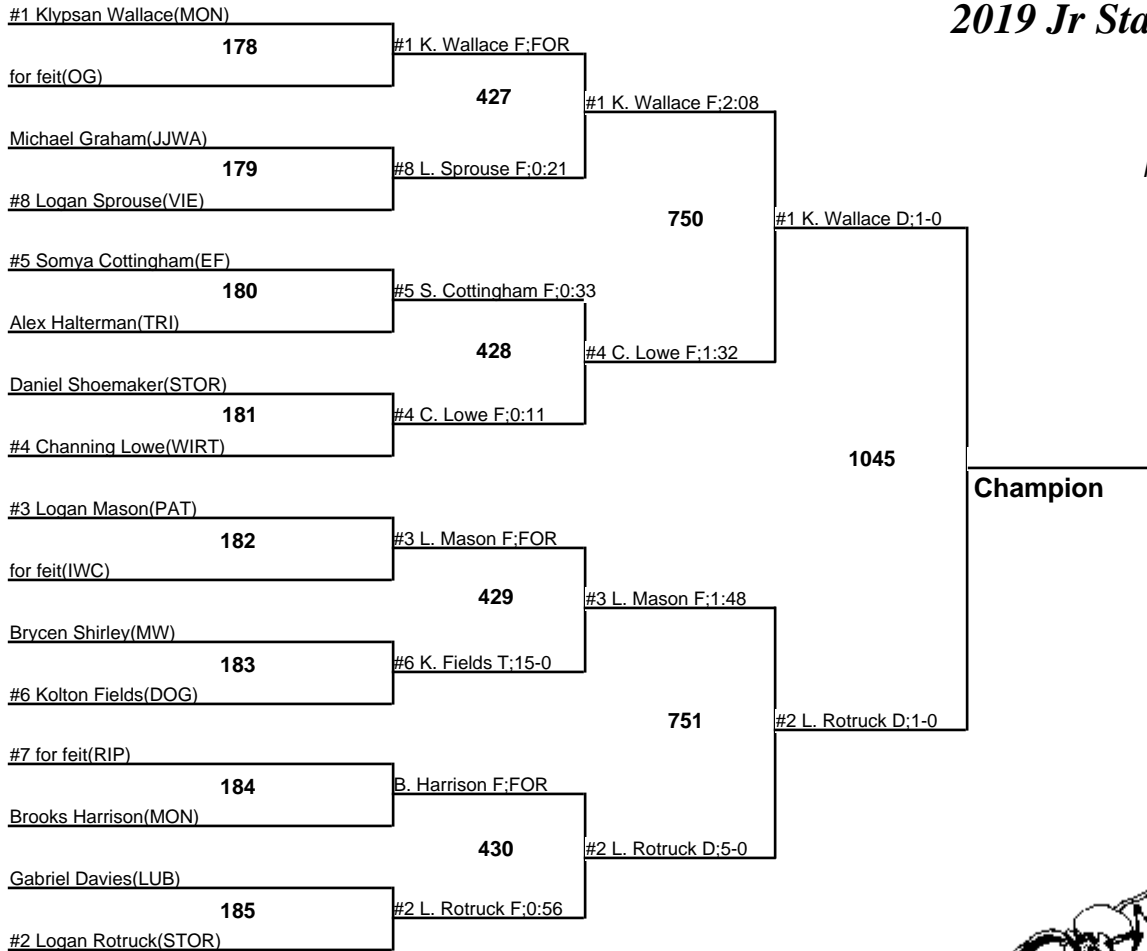 #1 Klypsan Wallace(MON)
2019 Jr Sta
178
#1 K. Wallace F;FOR
for feit(OG)
427
#1 K. Wallace F;2:08
Michael Graham(JJWA)
179
#8 L. Sprouse F;0:21
#8 Logan Sprouse(VIE)
750
#1 K. Wallace D;1-0
#5 Somya Cottingham(EF)
180
#5 S. Cottingham F;0:33
Alex Halterman(TRI)
428
#4 C. Lowe F;1:32
Daniel Shoemaker(STOR)
181
#4 C. Lowe F;0:11
#4 Channing Lowe(WIRT)
1045
Champion
#3 Logan Mason(PAT)
182
#3 L. Mason F;FOR
for feit(IWC)
429
#3 L. Mason F;1:48
Brycen Shirley(MW)
183
#6 K. Fields T;15-0
#6 Kolton Fields(DOG)
751
#2 L. Rotruck D;1-0
#7 for feit(RIP)
184
B. Harrison F;FOR
Brooks Harrison(MON)
430
#2 L. Rotruck D;5-0
Gabriel Davies(LUB)
185
#2 L. Rotruck F;0:56
#2 Logan Rotruck(STOR)